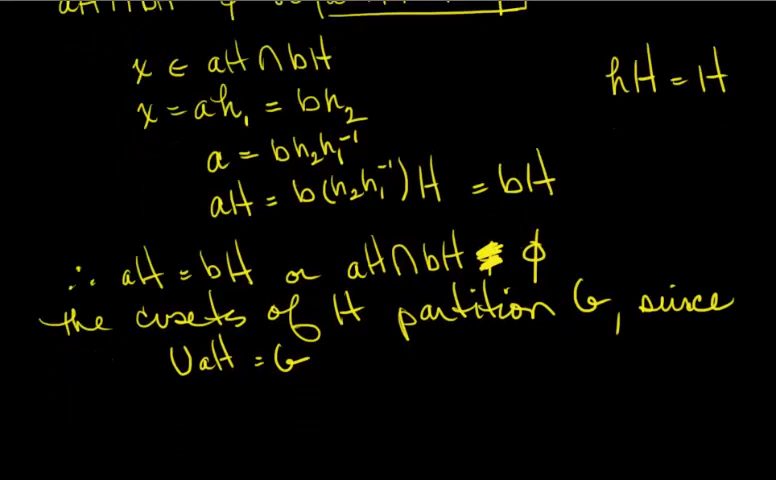 x ∈ aH ∩ bH
hH = H
x = ah₁ = bh₂
a = bh₂h₁⁻¹
aH = b(h₂h₁⁻¹)H = bH
∴ aH = bH or aH ∩ bH = ϕ
the cosets of H partition G, since
∪aH = G